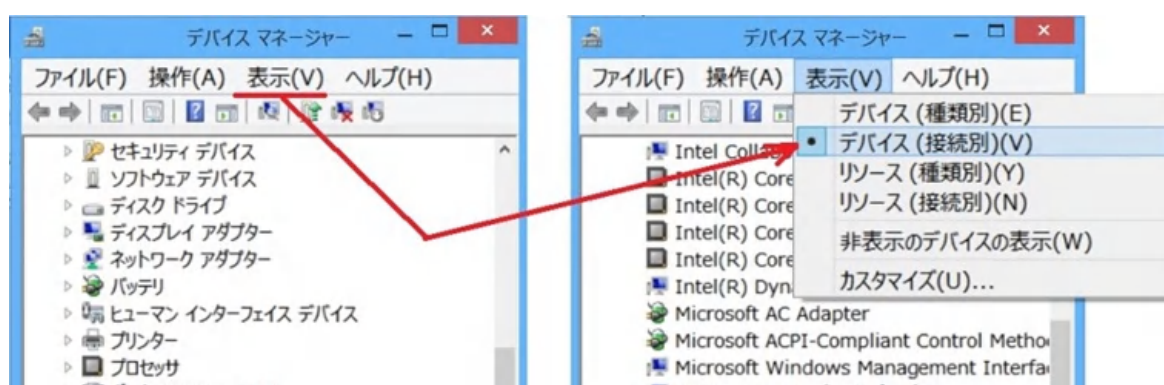 デバイス マネージャー
ファイル(F) 操作(A) 表示(V) ヘルプ(H)
セキュリティ デバイス
ソフトウェア デバイス
ディスク ドライブ
ディスプレイ アダプター
ネットワーク アダプター
バッテリ
ヒューマン インターフェイス デバイス
プリンター
プロセッサ
デバイス マネージャー
ファイル(F) 操作(A) 表示(V) ヘルプ(H)
デバイス (種類別)(E)
デバイス (接続別)(V)
リソース (種類別)(Y)
リソース (接続別)(N)
非表示のデバイスの表示(W)
カスタマイズ(U)...
Intel
Intel(R) Core
Intel(R) Core
Intel(R) Core
Intel(R) Core
Intel(R) Dyn
Microsoft AC Adapter
Microsoft ACPI-Compliant Control Metho
Microsoft Windows Management Interfa